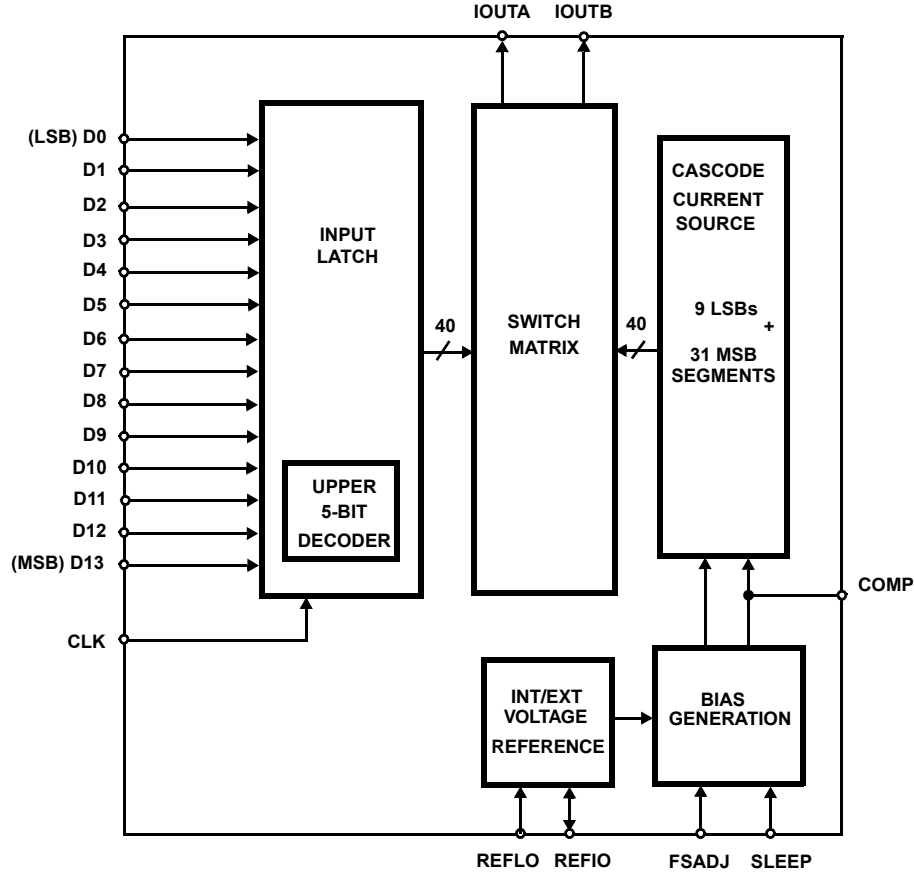 IOUTA IOUTB
(LSB) D0
D1
D2
D3
D4
D5
D6
D7
D8
D9
D10
D11
D12
(MSB) D13
CLK
INPUT
LATCH
UPPER
5-BIT
DECODER
40
SWITCH
MATRIX
40
CASCODE
CURRENT
SOURCE
9 LSBs
+
31 MSB
SEGMENTS
COMP
INT/EXT
VOLTAGE
REFERENCE
BIAS
GENERATION
REFLO REFIO FSADJ SLEEP